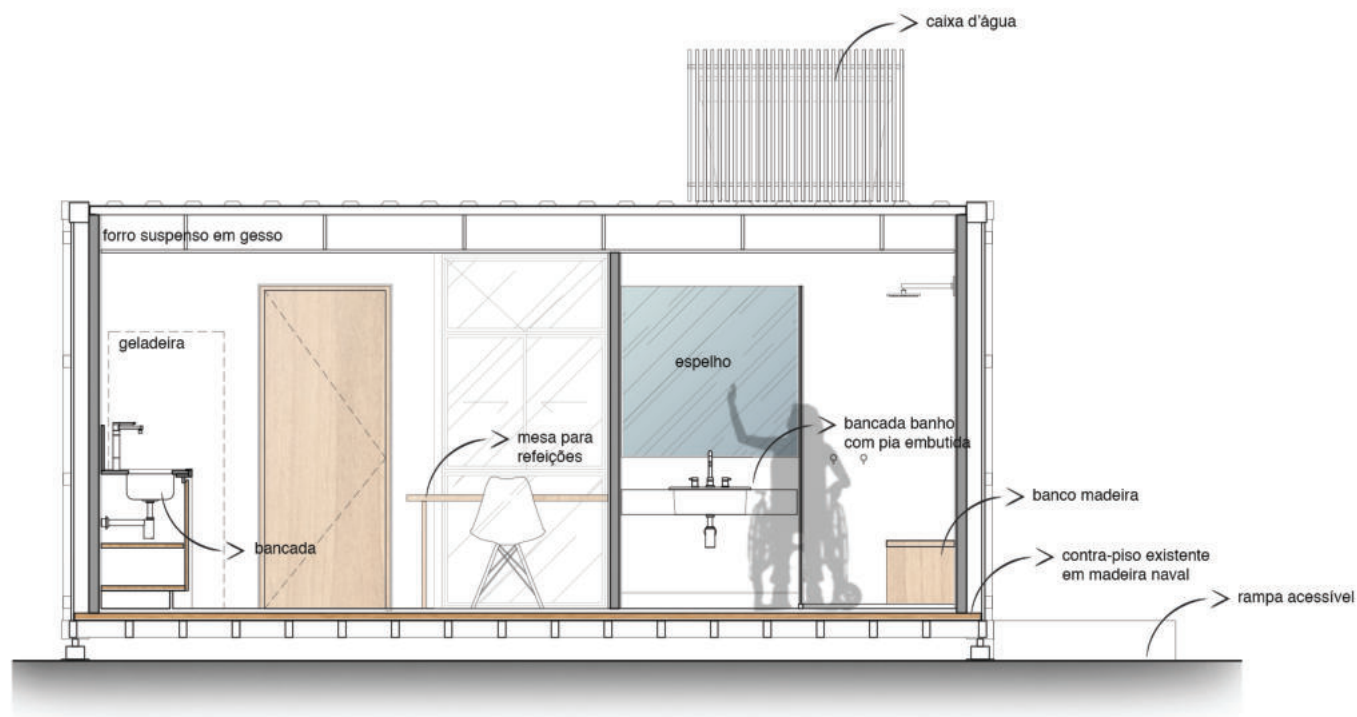 caixa d'água
forro suspenso em gesso
geladeira
espelho
mesa para
refeições
bancada banho
com pia embutida
banco madeira
bancada
contra-piso existente
em madeira naval
rampa acessível